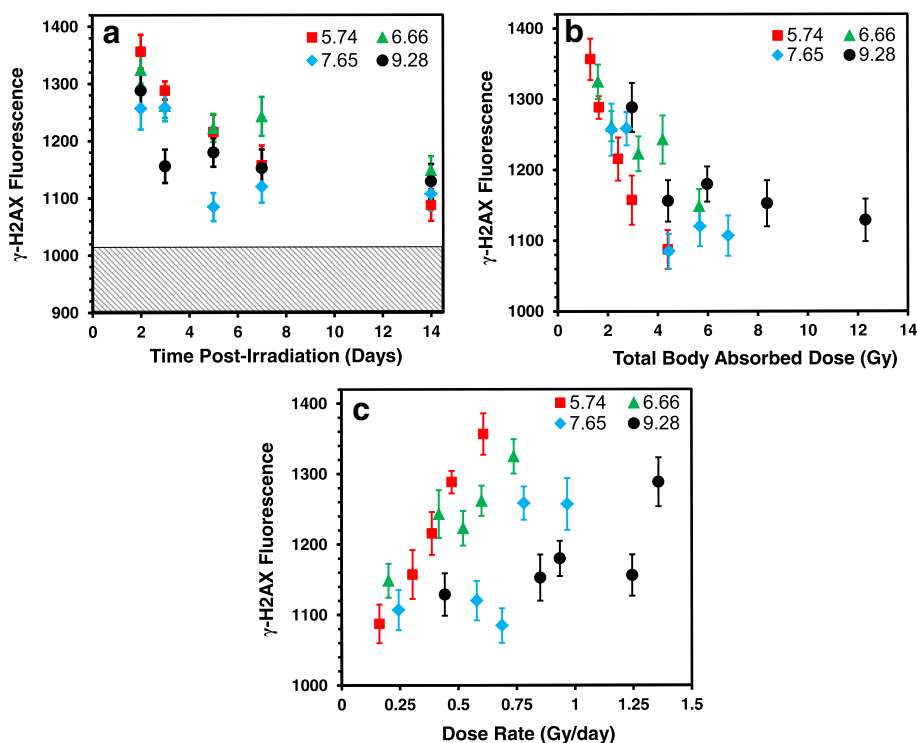 a
5.74 6.66
7.65 9.28
γ-H2AX Fluorescence
1400
1300
1200
1100
1000
900
0 2 4 6 8 10 12 14
Time Post-Irradiation (Days)
b
5.74 6.66
7.65 9.28
γ-H2AX Fluorescence
1400
1300
1200
1100
1000
0 2 4 6 8 10 12 14
Total Body Absorbed Dose (Gy)
c
5.74 6.66
7.65 9.28
γ-H2AX Fluorescence
1400
1300
1200
1100
1000
0 0.25 0.5 0.75 1 1.25 1.5
Dose Rate (Gy/day)